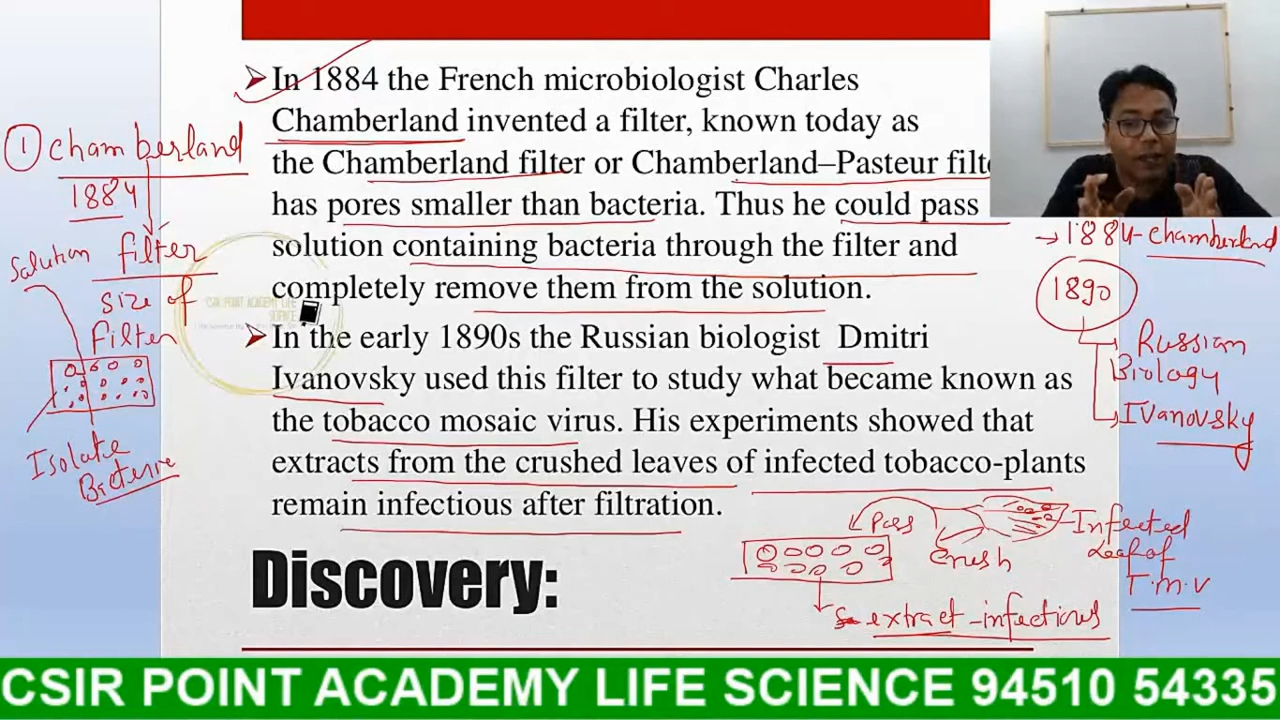 In 1884 the French microbiologist Charles
Chamberland invented a filter, known today as
the Chamberland filter or Chamberland–Pasteur filt
has pores smaller than bacteria. Thus he could pass
solution containing bacteria through the filter and
completely remove them from the solution.
In the early 1890s the Russian biologist Dmitri
Ivanovsky used this filter to study what became known as
the tobacco mosaic virus. His experiments showed that
extracts from the crushed leaves of infected tobacco-plants
remain infectious after filtration.
Discovery:
1 chamberland
1884
filter
Solution
size of
filter
Isolate
CSIR POINT ACADEMY LIFE
SCIENCE
→ 1884-chamberland
1890
Russian
Biology
Ivanovsky
Pass
Crush
Infected
Leaf of
T.M.V
extract-infectious
CSIR POINT ACADEMY LIFE SCIENCE 94510 54335